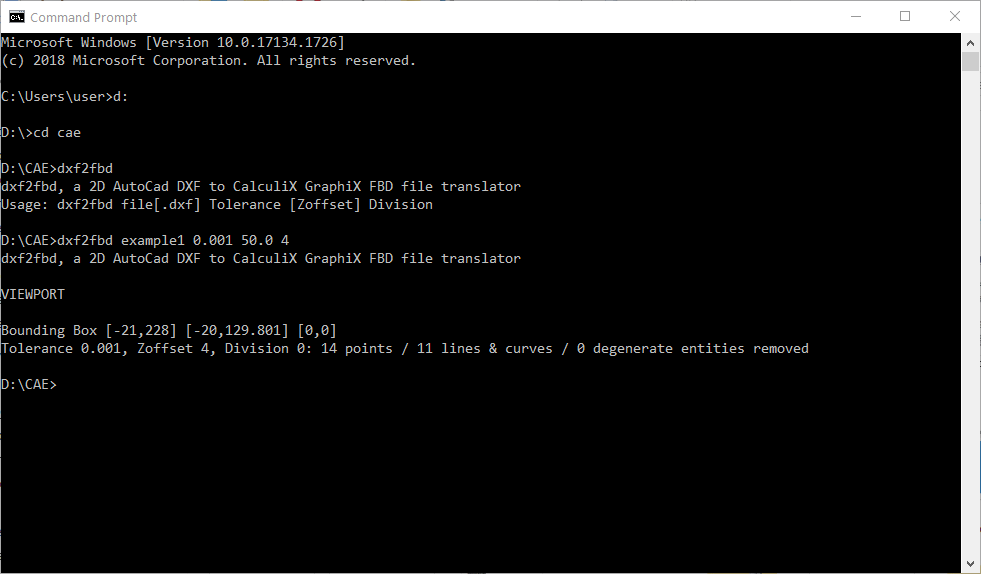 Command Prompt
Microsoft Windows [Version 10.0.17134.1726]
(c) 2018 Microsoft Corporation. All rights reserved.
C:\Users\user>d:
D:\>cd cae
D:\CAE>dxf2fbd
dxf2fbd, a 2D AutoCad DXF to CalculiX GraphiX FBD file translator
Usage: dxf2fbd file[.dxf] Tolerance [Zoffset] Division
D:\CAE>dxf2fbd example1 0.001 50.0 4
dxf2fbd, a 2D AutoCad DXF to CalculiX GraphiX FBD file translator
VIEWPORT
Bounding Box [-21,228] [-20,129.801] [0,0]
Tolerance 0.001, Zoffset 4, Division 0: 14 points / 11 lines & curves / 0 degenerate entities removed
D:\CAE>